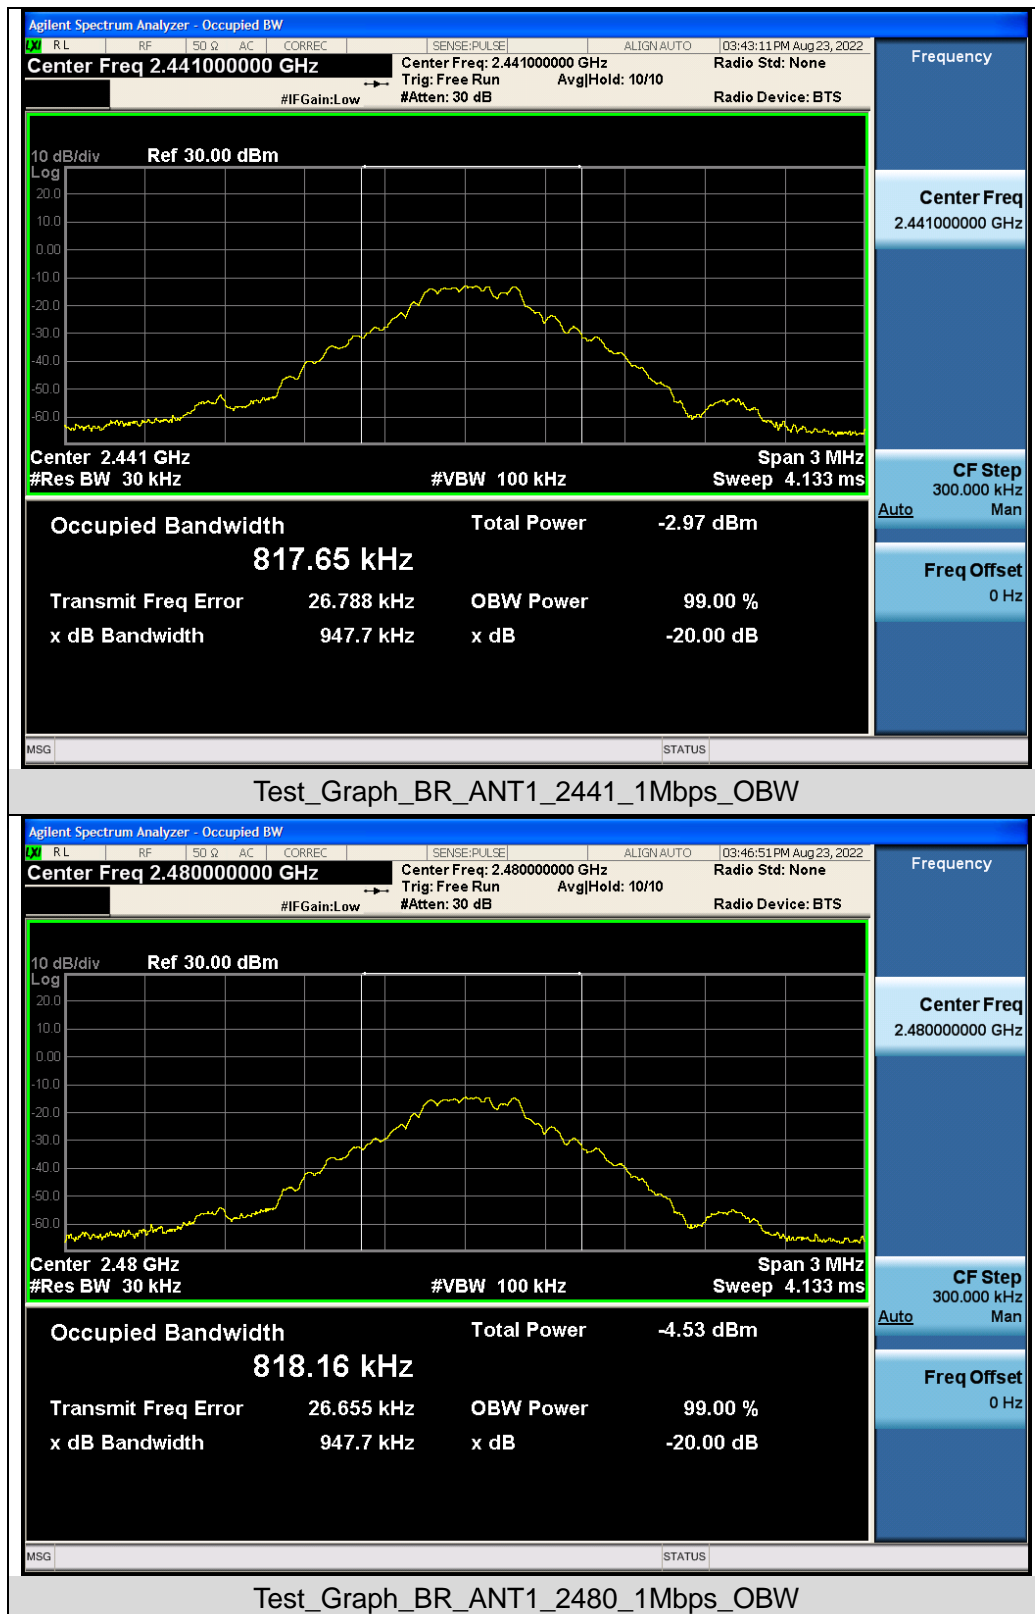 Agilent Spectrum Analyzer - Occupied BW
LXI RL RF 50 Ω AC CORREC SENSE:PULSE ALIGN AUTO 03:43:11 PM Aug 23, 2022
Center Freq 2.441000000 GHz Center Freq: 2.441000000 GHz Radio Std: None
Trig: Free Run Avg|Hold: 10/10
#IFGain:Low #Atten: 30 dB Radio Device: BTS
Frequency
10 dB/div Ref 30.00 dBm
Log
20.0
10.0
0.00
-10.0
-20.0
-30.0
-40.0
-50.0
-60.0
Center 2.441 GHz Span 3 MHz
#Res BW 30 kHz #VBW 100 kHz Sweep 4.133 ms
Occupied Bandwidth Total Power -2.97 dBm
817.65 kHz
Transmit Freq Error 26.788 kHz OBW Power 99.00 %
x dB Bandwidth 947.7 kHz x dB -20.00 dB
Center Freq
2.441000000 GHz
CF Step
300.000 kHz
Auto Man
Freq Offset
0 Hz
MSG STATUS
Test_Graph_BR_ANT1_2441_1Mbps_OBW
Agilent Spectrum Analyzer - Occupied BW
LXI RL RF 50 Ω AC CORREC SENSE:PULSE ALIGN AUTO 03:46:51 PM Aug 23, 2022
Center Freq 2.480000000 GHz Center Freq: 2.480000000 GHz Radio Std: None
Trig: Free Run Avg|Hold: 10/10
#IFGain:Low #Atten: 30 dB Radio Device: BTS
Frequency
10 dB/div Ref 30.00 dBm
Log
20.0
10.0
0.00
-10.0
-20.0
-30.0
-40.0
-50.0
-60.0
Center 2.48 GHz Span 3 MHz
#Res BW 30 kHz #VBW 100 kHz Sweep 4.133 ms
Occupied Bandwidth Total Power -4.53 dBm
818.16 kHz
Transmit Freq Error 26.655 kHz OBW Power 99.00 %
x dB Bandwidth 947.7 kHz x dB -20.00 dB
Center Freq
2.480000000 GHz
CF Step
300.000 kHz
Auto Man
Freq Offset
0 Hz
MSG STATUS
Test_Graph_BR_ANT1_2480_1Mbps_OBW